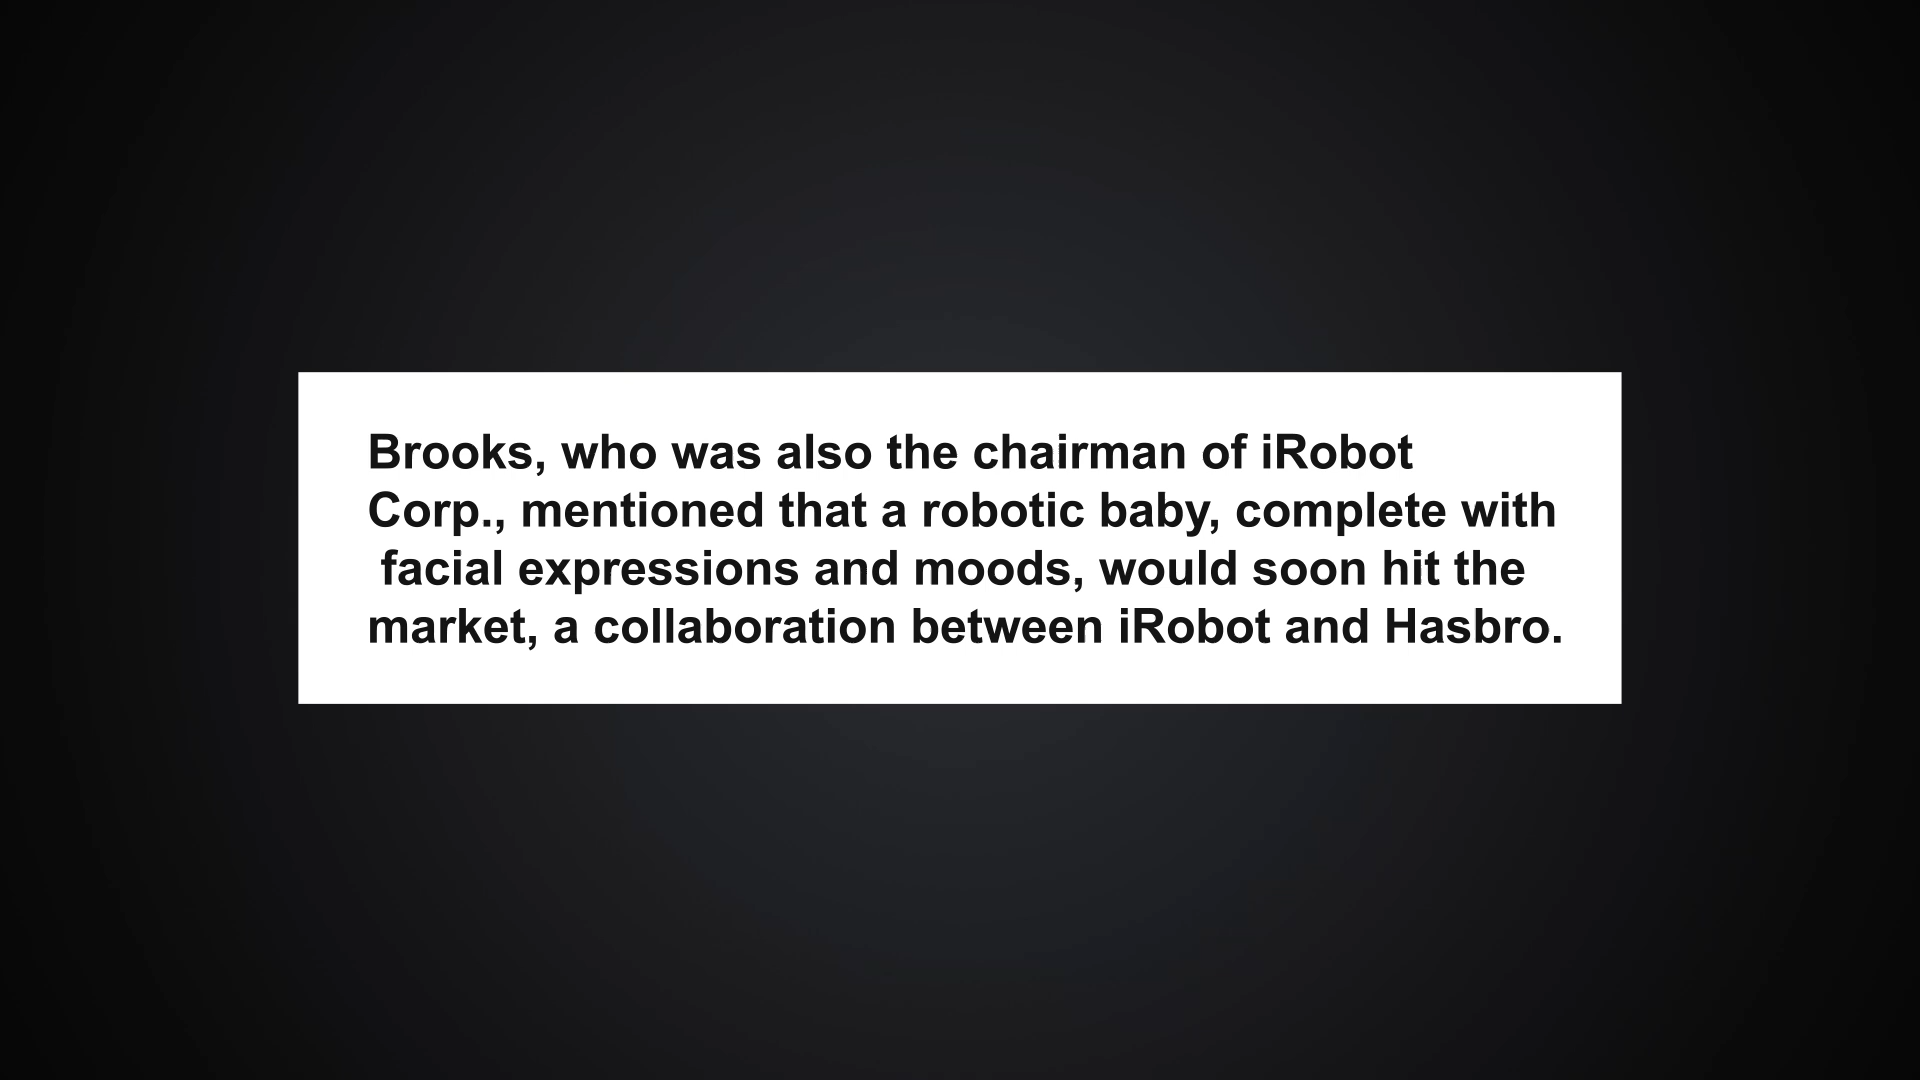 Brooks, who was also the chairman of iRobot
Corp., mentioned that a robotic baby, complete with
facial expressions and moods, would soon hit the
market, a collaboration between iRobot and Hasbro.